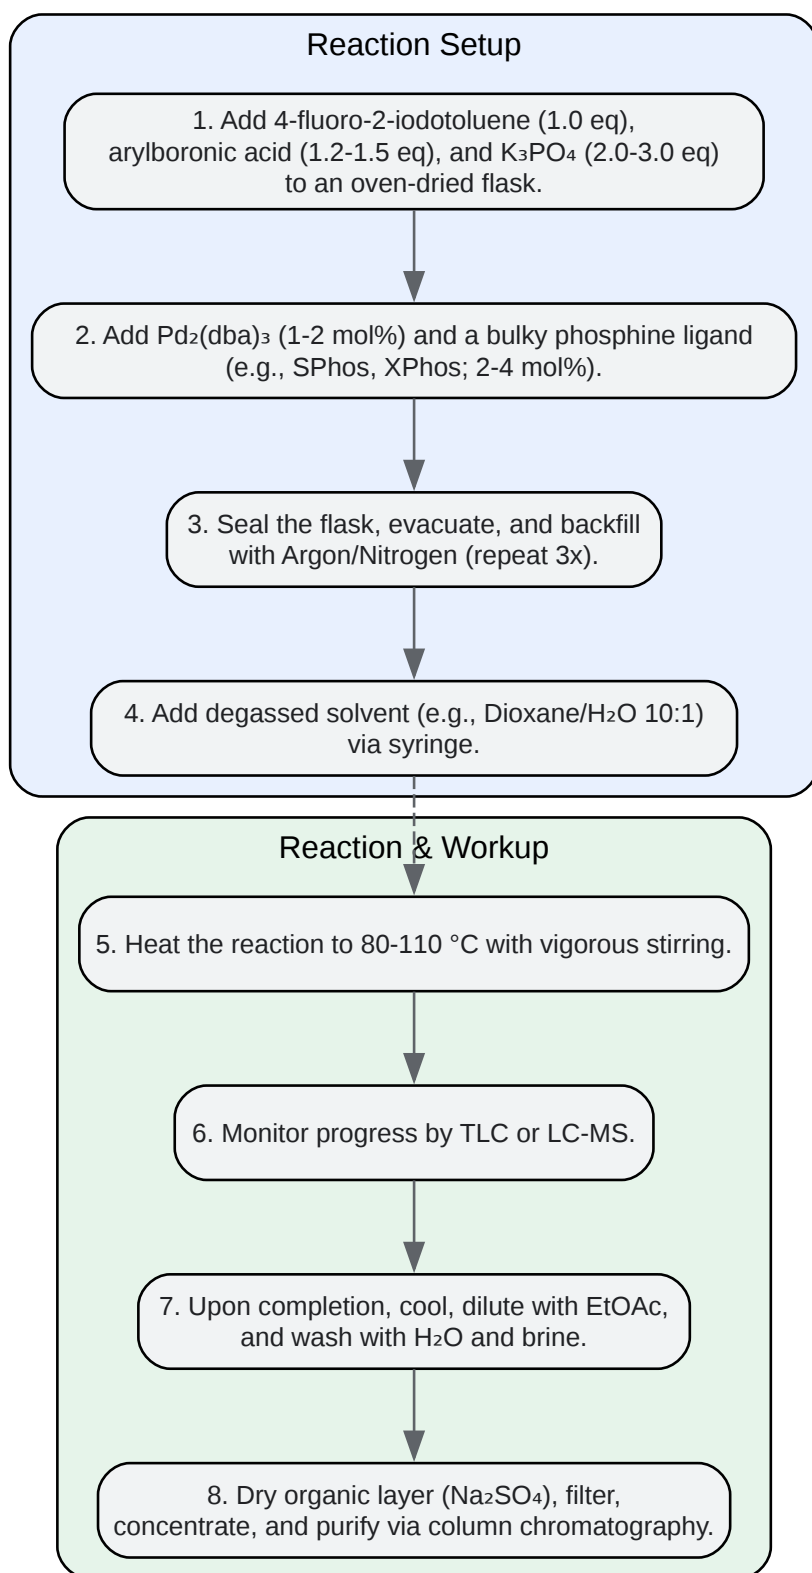 Reaction Setup
1. Add 4-fluoro-2-iodotoluene (1.0 eq),
arylboronic acid (1.2-1.5 eq), and K₃PO₄ (2.0-3.0 eq)
to an oven-dried flask.
2. Add Pd₂(dba)₃ (1-2 mol%) and a bulky phosphine ligand
(e.g., SPhos, XPhos; 2-4 mol%).
3. Seal the flask, evacuate, and backfill
with Argon/Nitrogen (repeat 3x).
4. Add degassed solvent (e.g., Dioxane/H₂O 10:1)
via syringe.
Reaction & Workup
5. Heat the reaction to 80-110 °C with vigorous stirring.
6. Monitor progress by TLC or LC-MS.
7. Upon completion, cool, dilute with EtOAc,
and wash with H₂O and brine.
8. Dry organic layer (Na₂SO₄), filter,
concentrate, and purify via column chromatography.